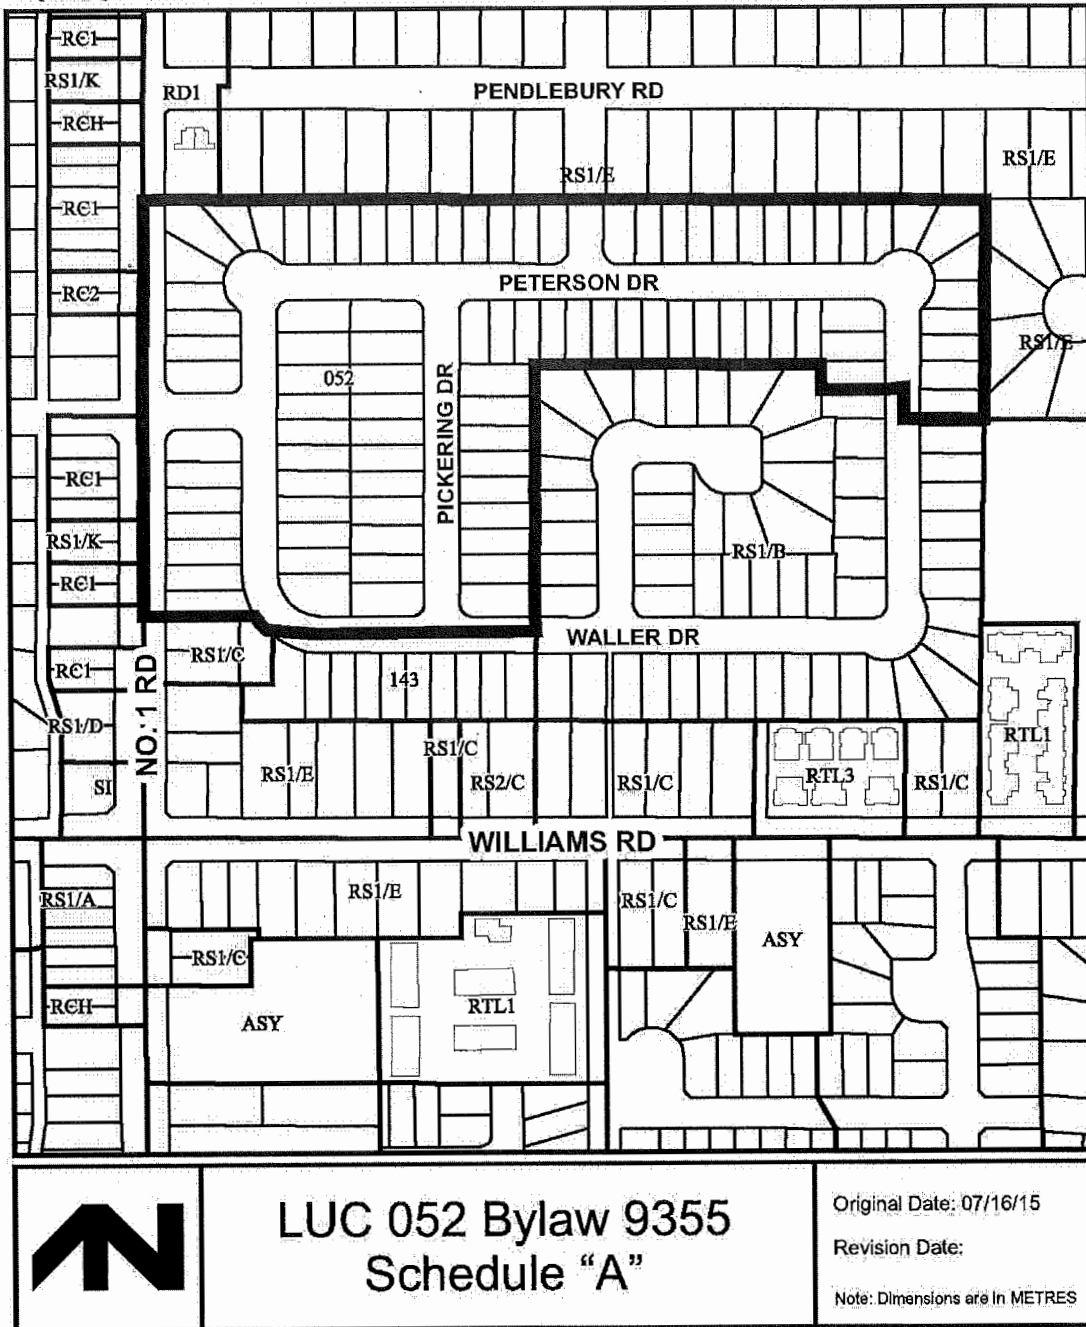 RC1
RS1/K
RD1
PENDLEBURY RD
RCH
RS1/E
RS1/E
RC1
PETERSON DR
RC2
RS1/E
052
PICKERING DR
RC1
RS1/K
RS1/B
RC1
WALLER DR
RS1/C
RC1
143
NO. 1 RD
RS1/D
RTL1
RS1/C
RS1/E
RS2/C
RS1/C
RTL3
RS1/C
SI
WILLIAMS RD
RS1/E
RS1/A
RS1/C
RS1/E
ASY
RS1/C
RCH
RTL1
ASY
LUC 052 Bylaw 9355
Schedule “A”
Original Date: 07/16/15
Revision Date:
Note: Dimensions are in METRES